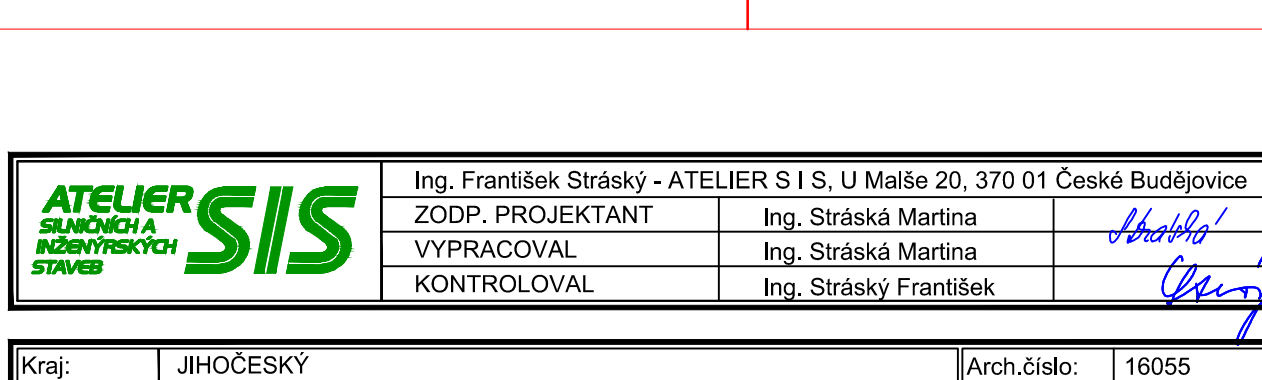 ATELIER SIS
SILNIČNÍCH A
INŽENÝRSKÝCH
STAVEB
Ing. František Stráský - ATELIER S I S, U Malše 20, 370 01 České Budějovice
ZODP. PROJEKTANT Ing. Stráská Martina Stráská
VYPRACOVAL Ing. Stráská Martina
KONTROLOVAL Ing. Stráský František
Kraj: JIHOČESKÝ Arch.číslo: 16055